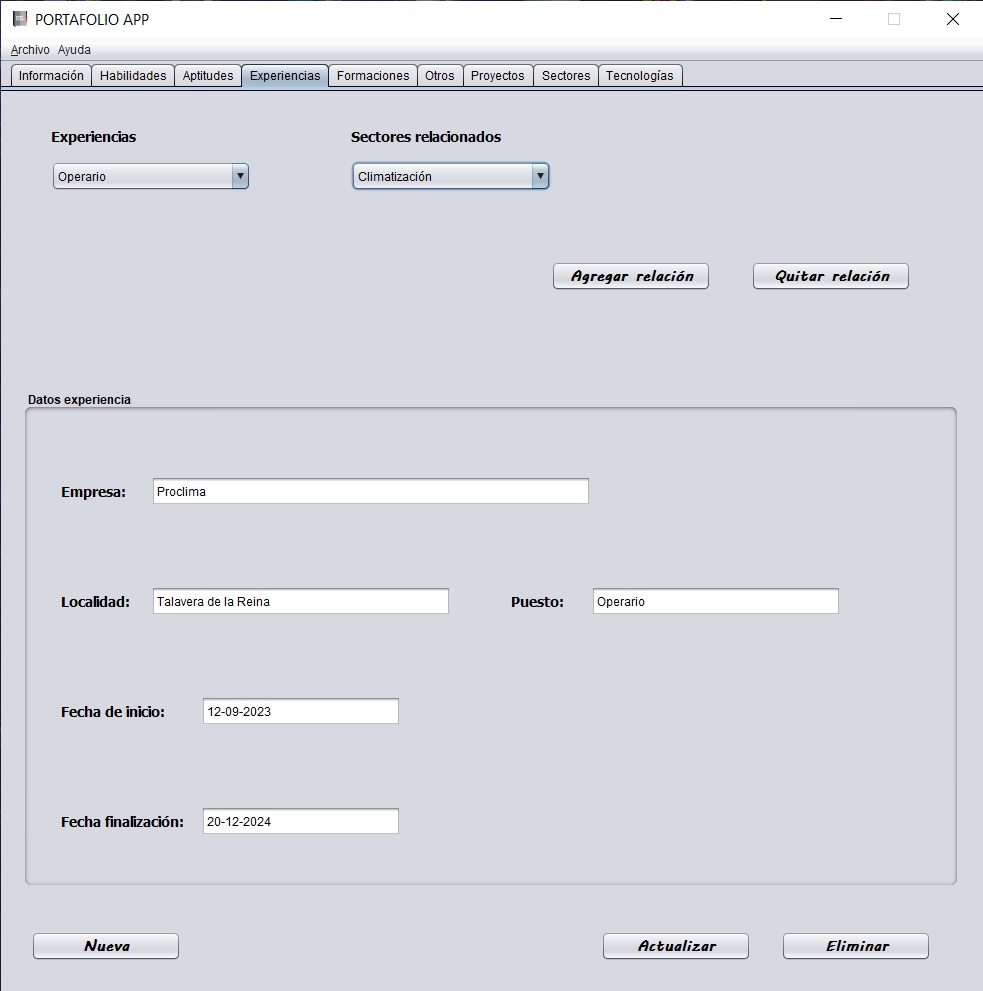 PORTAFOLIO APP
Archivo Ayuda
Información Habilidades Aptitudes Experiencias Formaciones Otros Proyectos Sectores Tecnologías
Experiencias Sectores relacionados
Operario Climatización
Agregar relación Quitar relación
Datos experiencia
Empresa: Proclima
Localidad: Talavera de la Reina Puesto: Operario
Fecha de inicio: 12-09-2023
Fecha finalización: 20-12-2024
Nueva Actualizar Eliminar